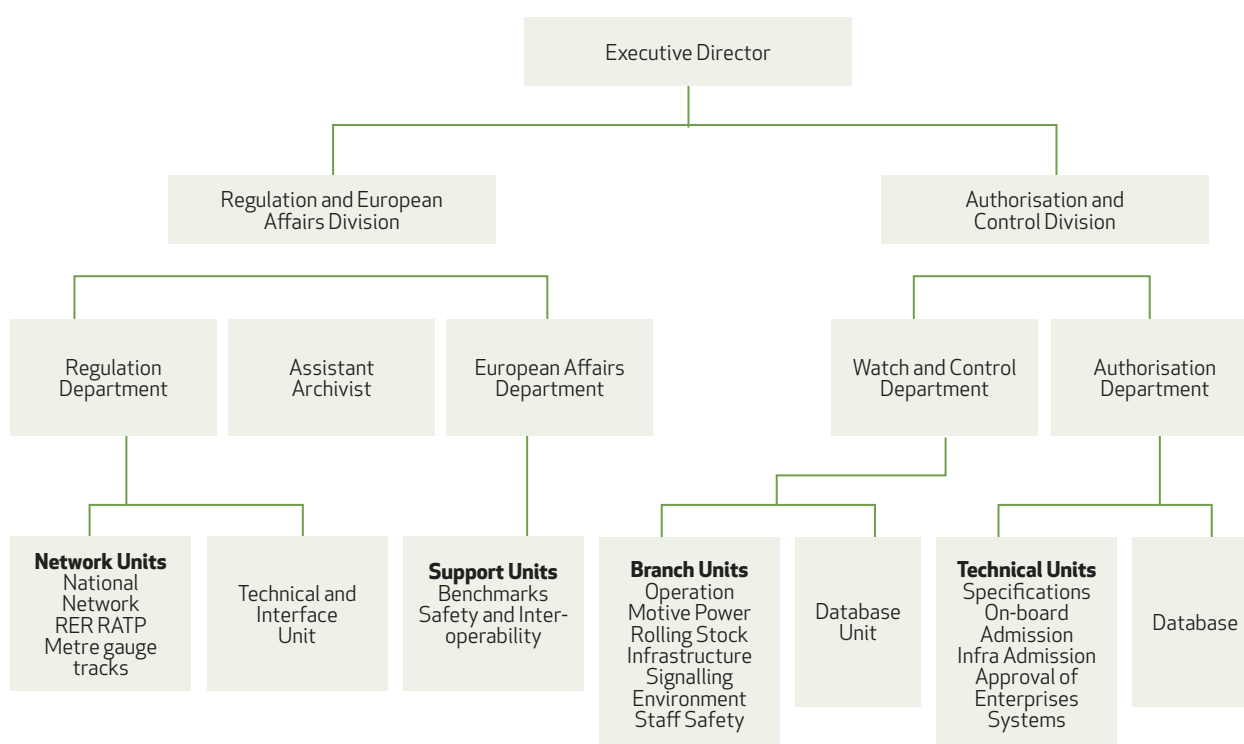 Executive Director
Regulation and European
Affairs Division
Authorisation and
Control Division
Regulation
Department
Assistant
Archivist
European Affairs
Department
Watch and Control
Department
Authorisation
Department
Network Units
National
Network
RER RATP
Metre gauge
tracks
Technical and
Interface
Unit
Support Units
Benchmarks
Safety and Inter-
operability
Branch Units
Operation
Motive Power
Rolling Stock
Infrastructure
Signalling
Environment
Staff Safety
Database
Unit
Technical Units
Specifications
On-board
Admission
Infra Admission
Approval of
Enterprises
Systems
Database